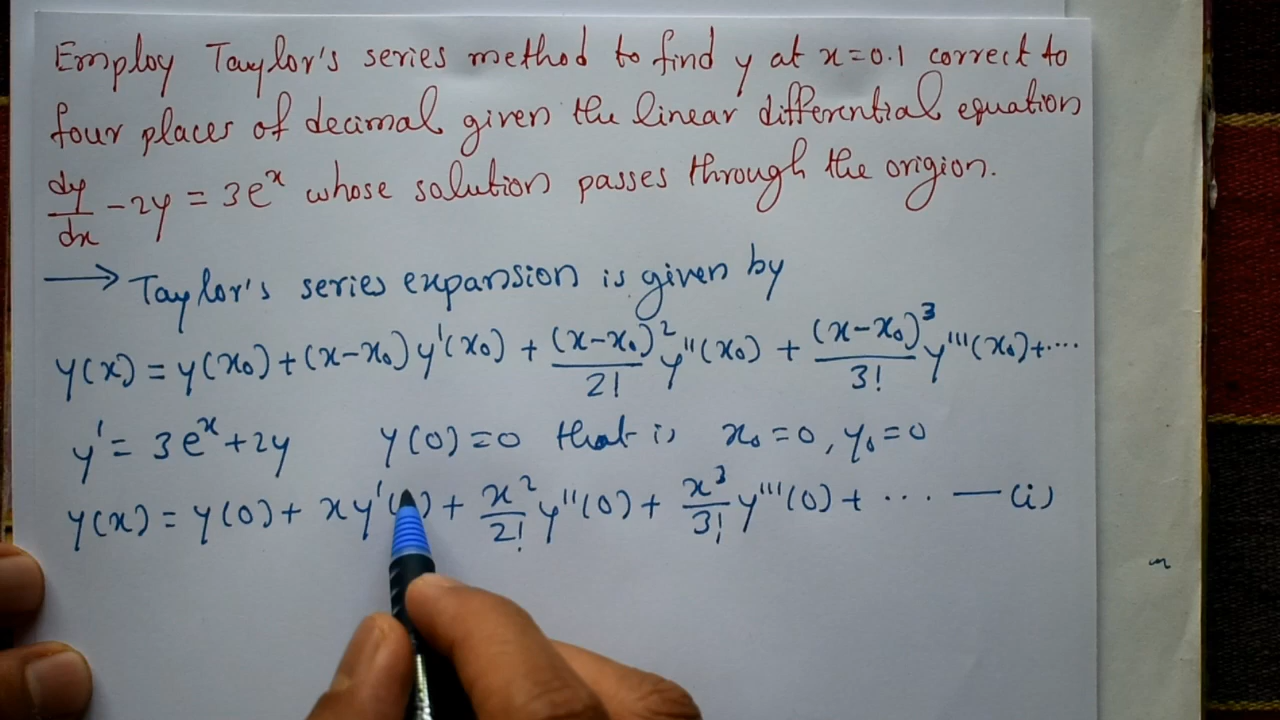 Employ Taylor's series method to find y at x=0.1 correct to
four places of decimal given the linear differential equation
dy/dx - 2y = 3e^x whose solution passes through the origion.
→ Taylor's series expansion is given by
y(x) = y(x₀) + (x-x₀) y'(x₀) + (x-x₀)²/2! y''(x₀) + (x-x₀)³/3! y'''(x₀) + ....
y' = 3e^x + 2y y(0)=0 that is x₀=0, y₀=0
y(x) = y(0) + xy'( ) + x²/2! y''(0) + x³/3! y'''(0) + .... — (i)